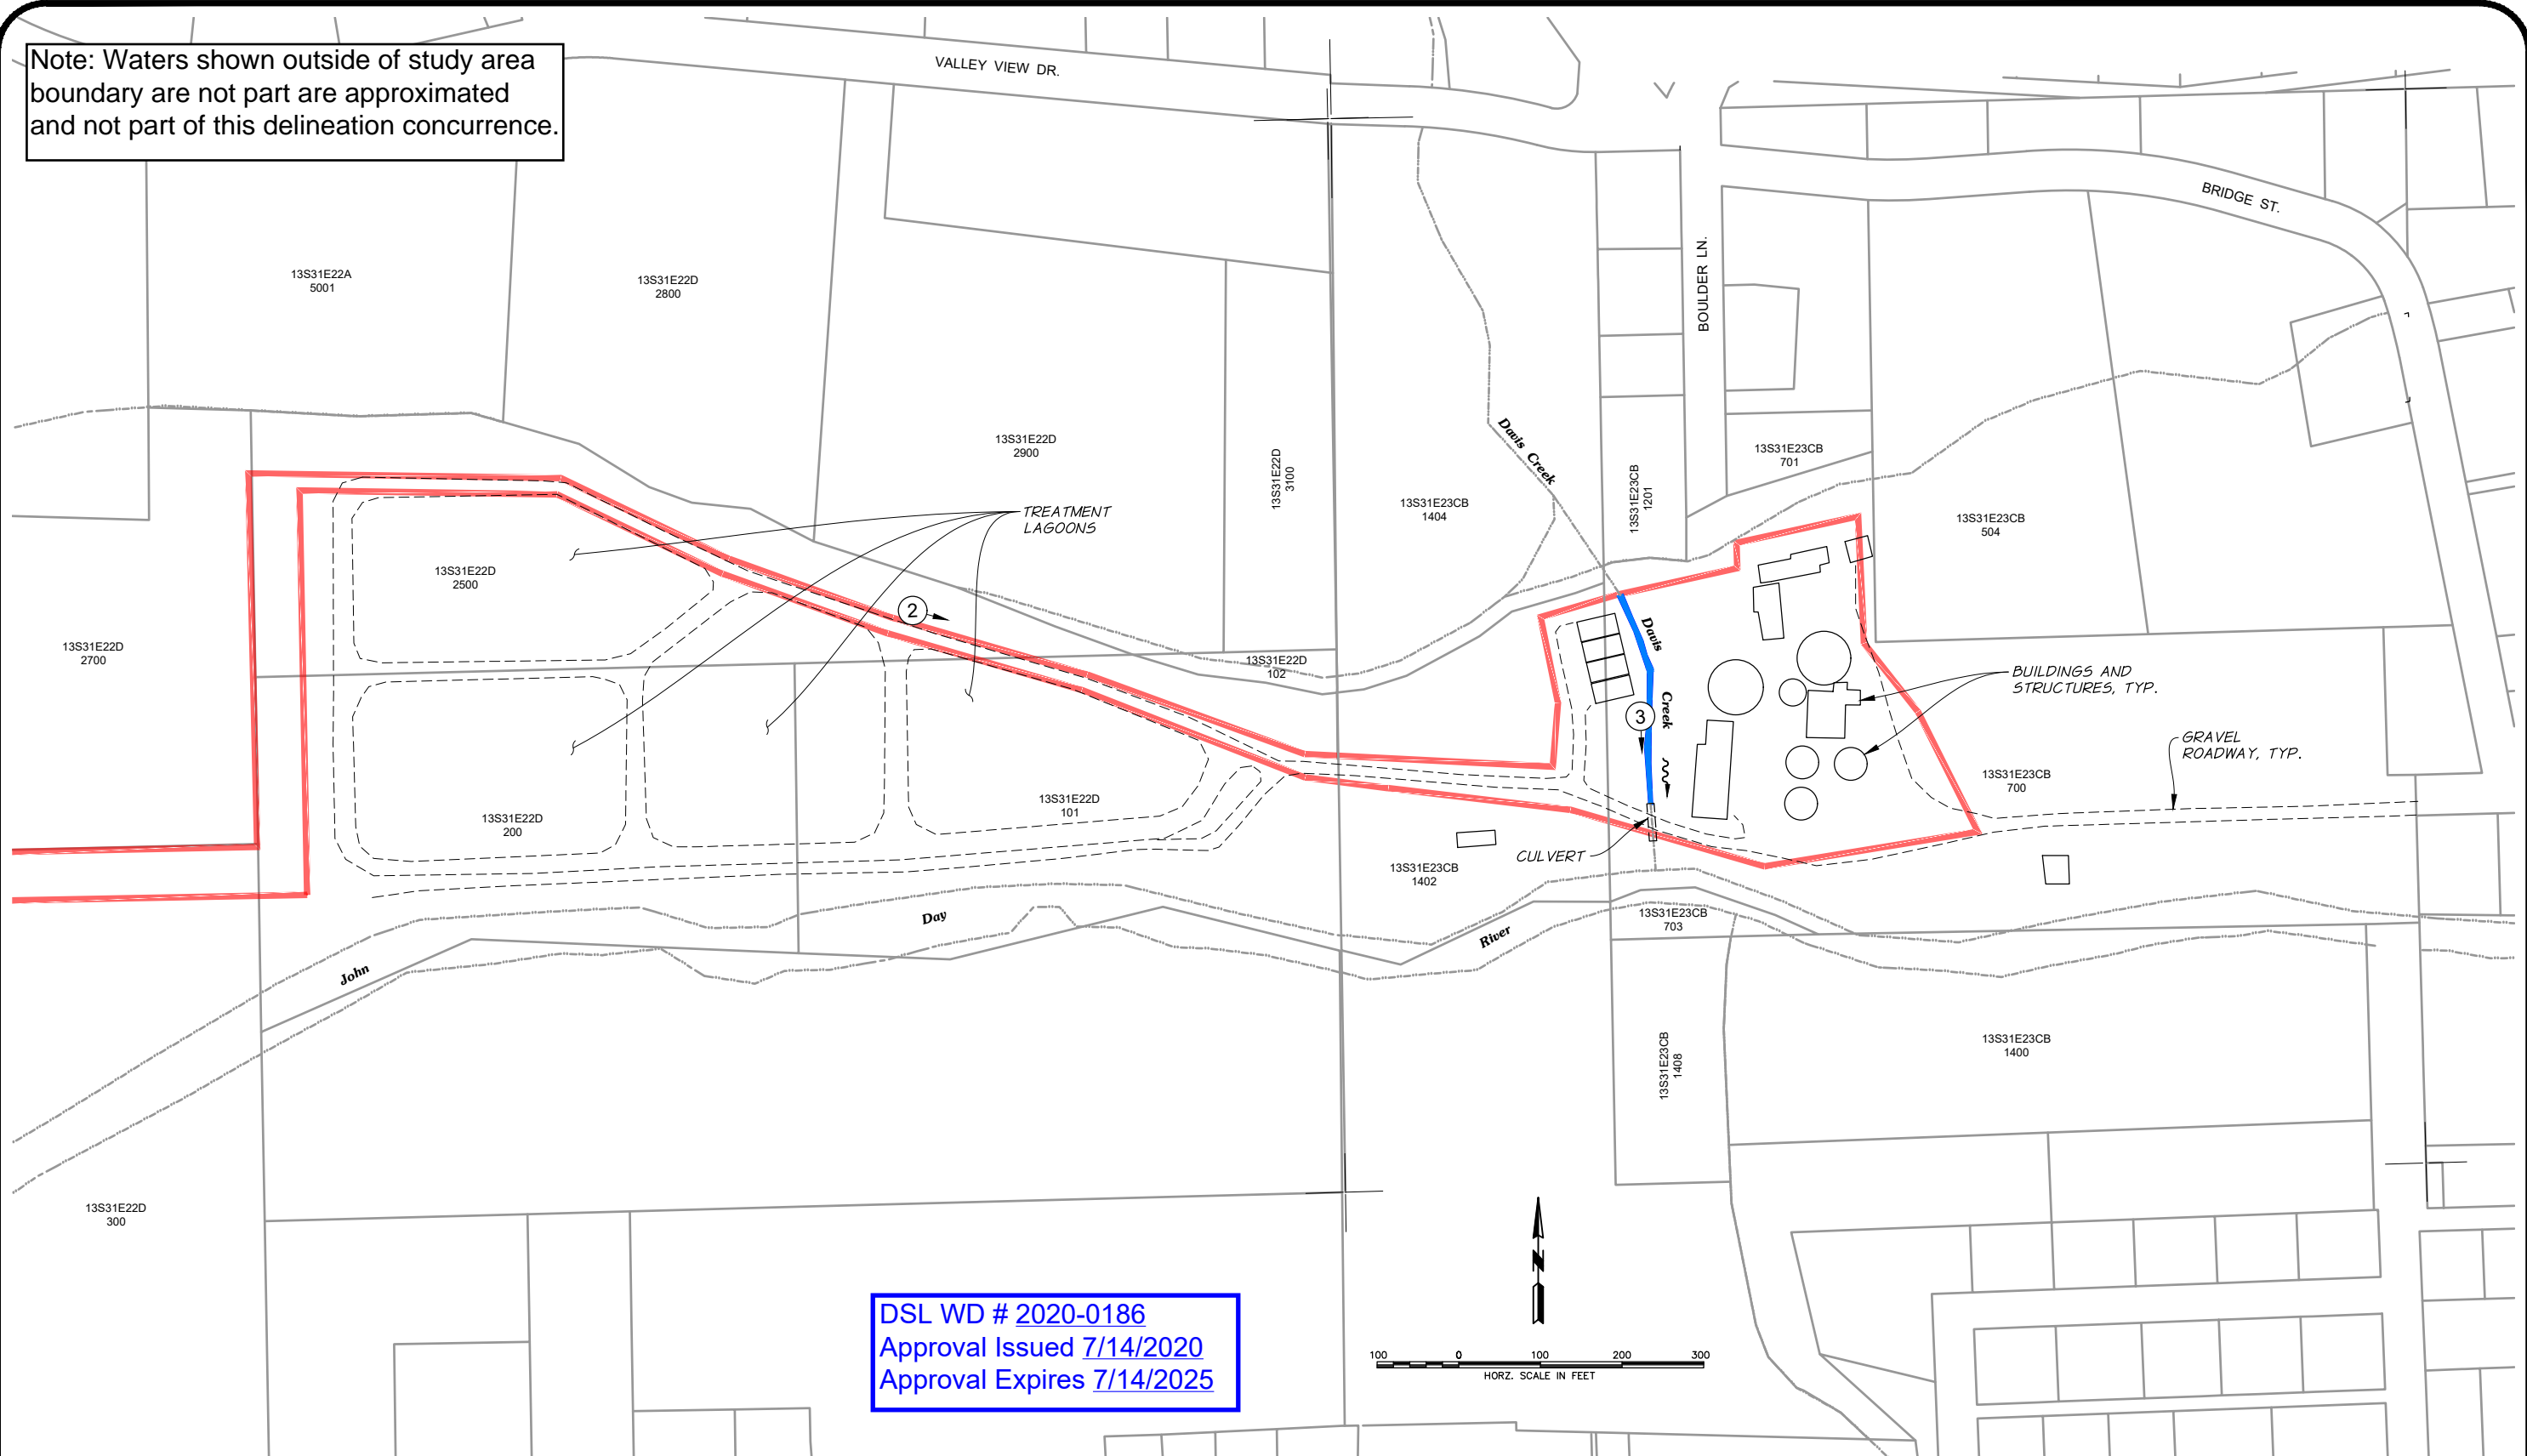 Note: Waters shown outside of study area
boundary are not part are approximated
and not part of this delineation concurrence.
VALLEY VIEW DR.
BRIDGE ST.
BOULDER LN.
13S31E22A
5001
13S31E22D
2800
13S31E22D
2900
13S31E22D
3100
Davis Creek
13S31E23CB
1404
13S31E23CB
1201
13S31E23CB
701
13S31E23CB
504
TREATMENT
LAGOONS
13S31E22D
2500
2
13S31E22D
2700
13S31E22D
102
Davis
Creek
3
BUILDINGS AND
STRUCTURES, TYP.
GRAVEL
ROADWAY, TYP.
13S31E23CB
700
13S31E22D
200
13S31E22D
101
CULVERT
13S31E23CB
1402
John
Day
River
13S31E23CB
703
13S31E23CB
1408
13S31E23CB
1400
13S31E22D
300
N
DSL WD # 2020-0186
Approval Issued 7/14/2020
Approval Expires 7/14/2025
100 0 100 200 300
HORZ. SCALE IN FEET